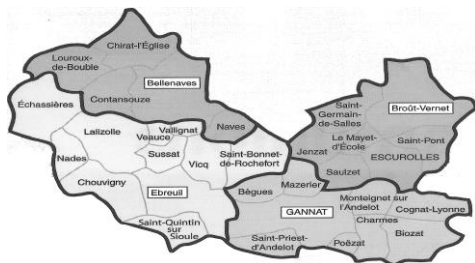 Chirat-l'Église
Louroux-
de-Bouble
Bellenaves
Échassières
Contansouze
Naves
Lalizolle
Vallignat
Veauce
Sussat
Nades
Vicq
Saint-Bonnet-
de-Rochefort
Chouvigny
Ebreuil
Saint-Quintin
sur
Sioule
Saint-
Germain-
de-Salles
Broût-Vernet
Le Mayet-
d'École
Saint-Pont
Jenzat
ESCUROLLES
Saulzet
Bègues
Mazerier
Monteignet sur
l'Andelot
Cognat-Lyonne
GANNAT
Charmes
Biozat
Saint-Priest-
d'Andelot
Poëzat